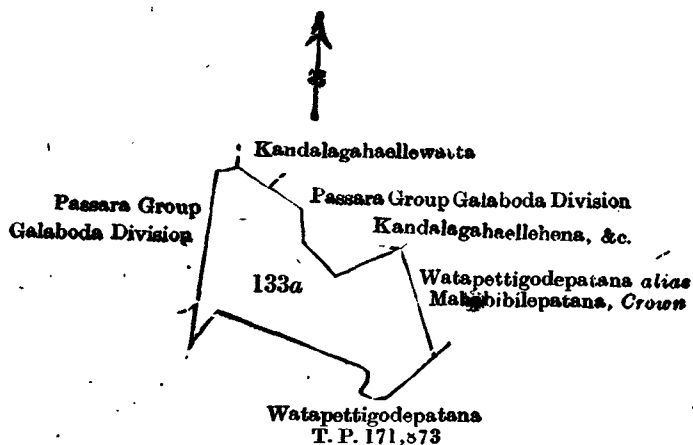 Kandalagahaellewatta
Passara Group
Galaboda Division
Passara Group Galaboda Division
Kandalagahaellehena, &c.
133a
Watapettigodepatana alias
Crown
Watapettigodepatana
T. P. 171,873